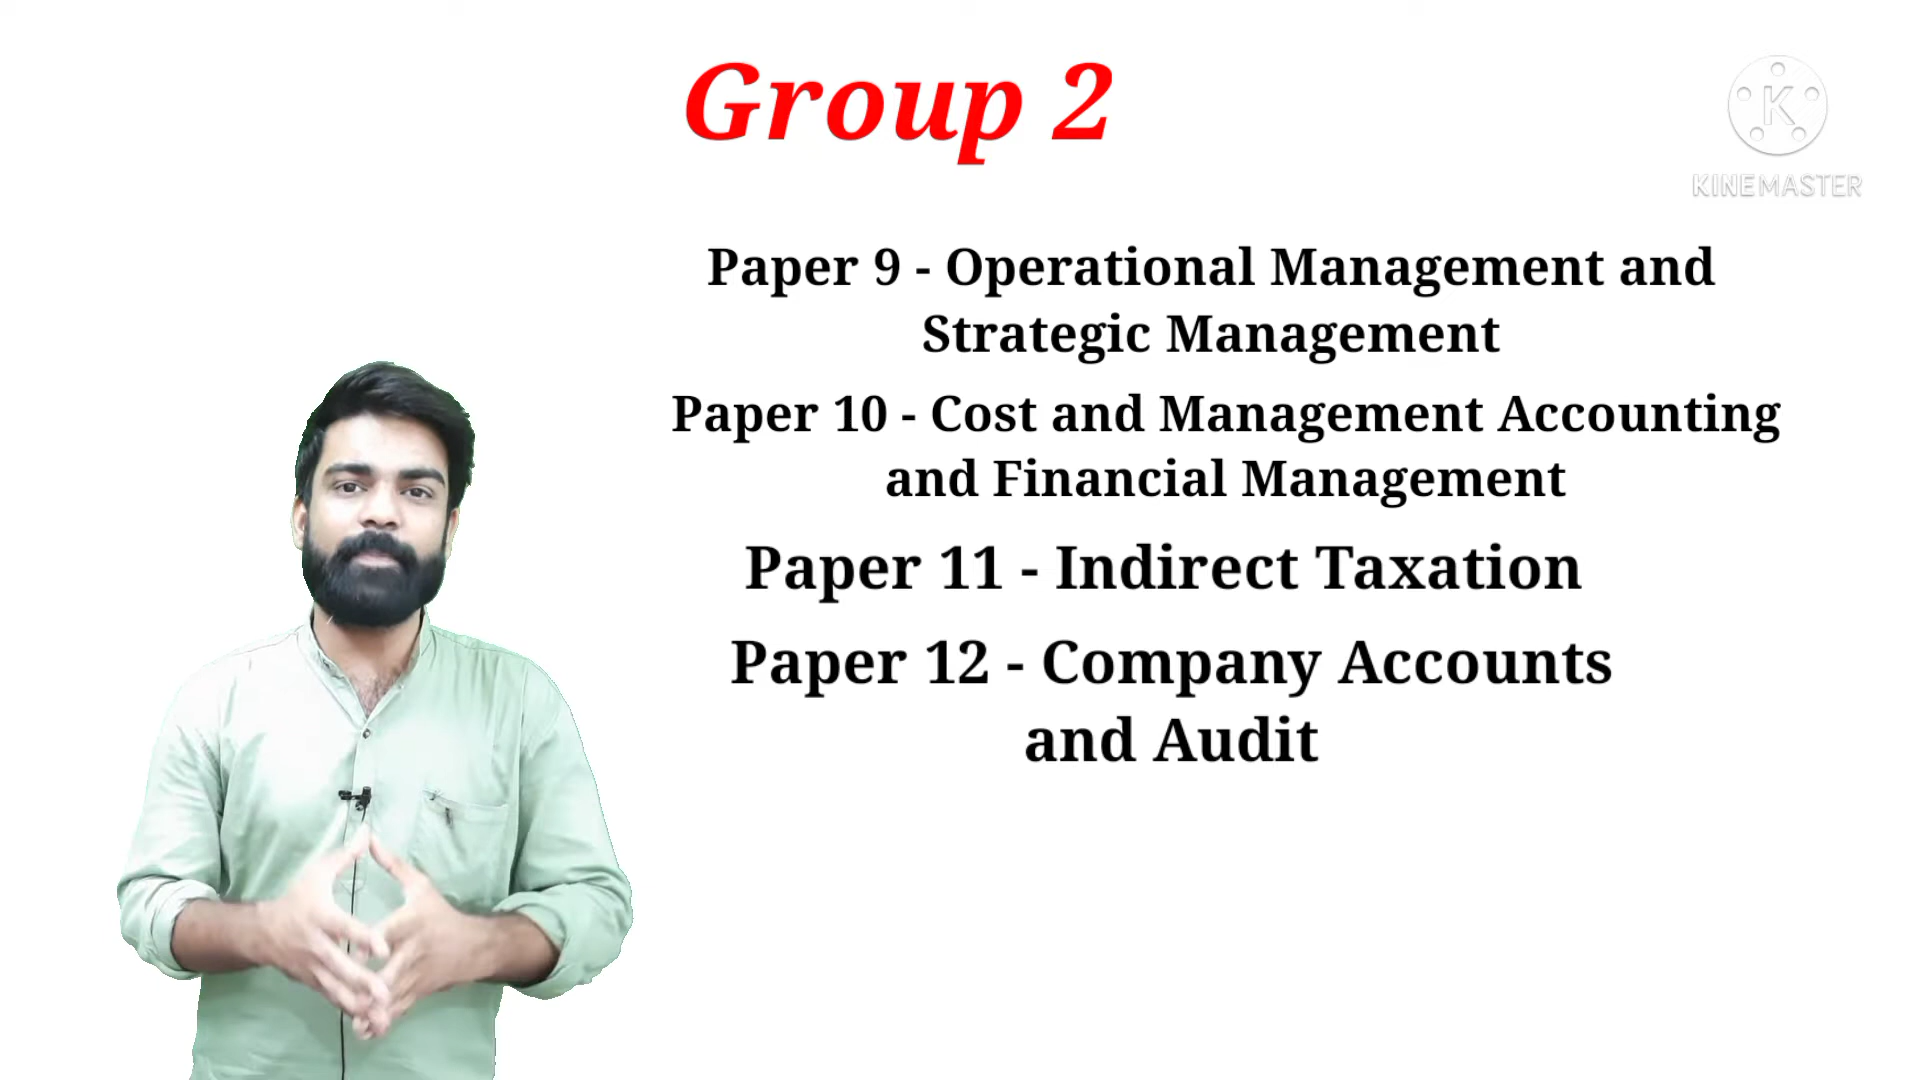 Group 2
K
KINEMASTER
Paper 9 - Operational Management and
Strategic Management
Paper 10 - Cost and Management Accounting
and Financial Management
Paper 11 - Indirect Taxation
Paper 12 - Company Accounts
and Audit